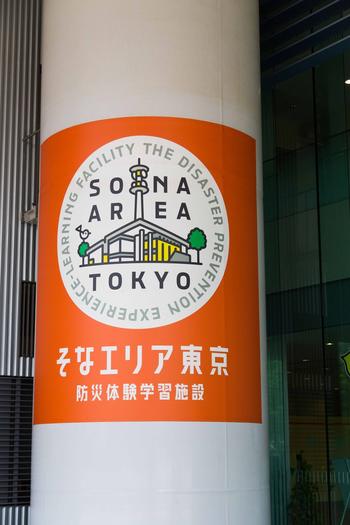 THE DISASTER PREVENTION EXPERIENCE-LEARNING FACILITY
SONA
AREA
TOKYO
そなエリア東京
防災体験学習施設